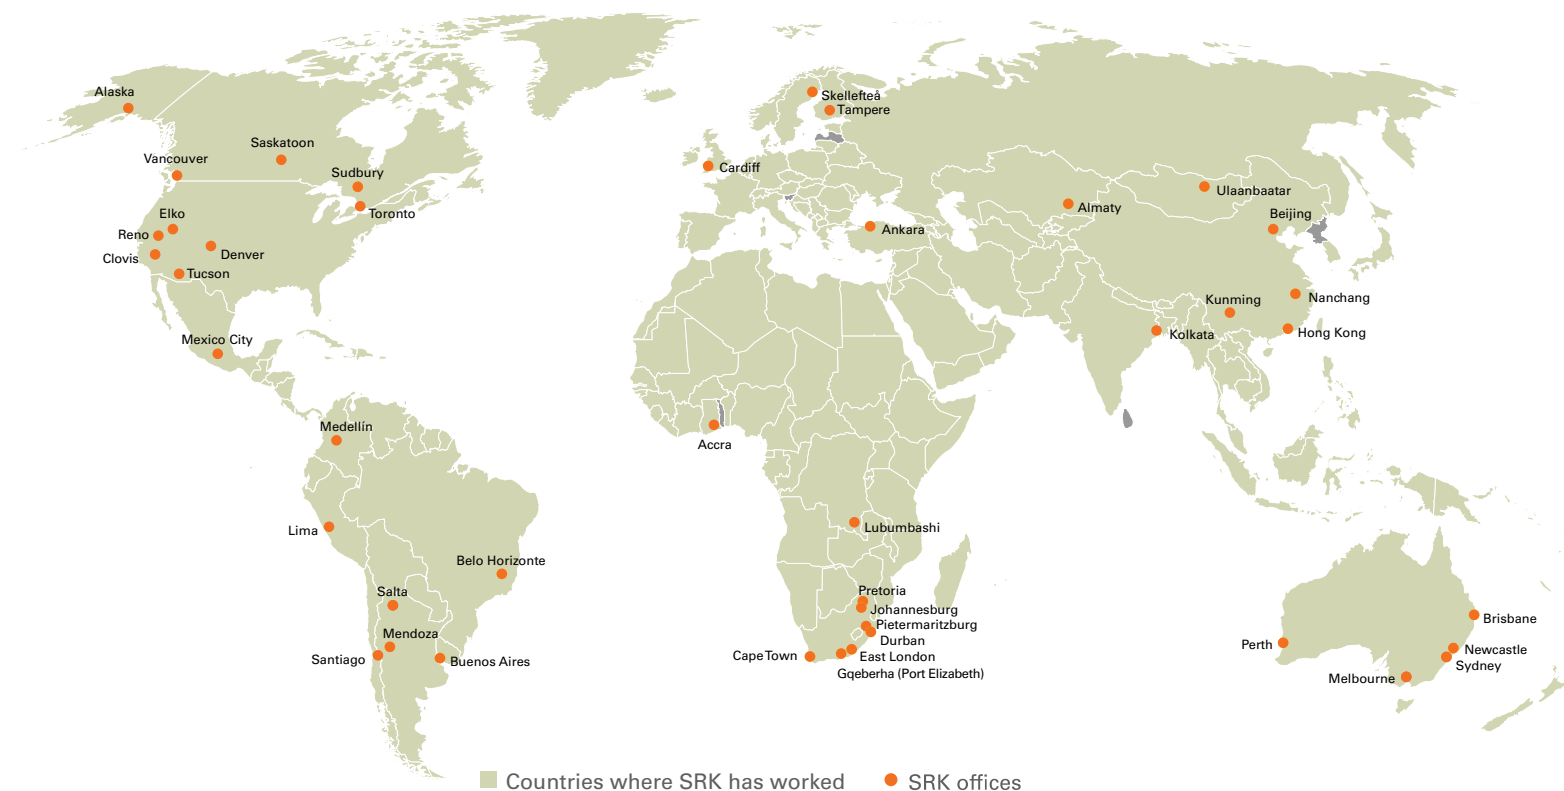 Alaska
Saskatoon
Vancouver
Sudbury
Toronto
Elko
Reno
Denver
Clovis
Tucson
Mexico City
Medellín
Lima
Belo Horizonte
Salta
Mendoza
Santiago
Buenos Aires
Skellefteå
Tampere
Cardiff
Ankara
Almaty
Ulaanbaatar
Beijing
Nanchang
Kunming
Kolkata
Hong Kong
Accra
Lubumbashi
Pretoria
Johannesburg
Pietermaritzburg
Durban
Cape Town
East London
Gqeberha (Port Elizabeth)
Brisbane
Perth
Newcastle
Sydney
Melbourne
Countries where SRK has worked
SRK offices